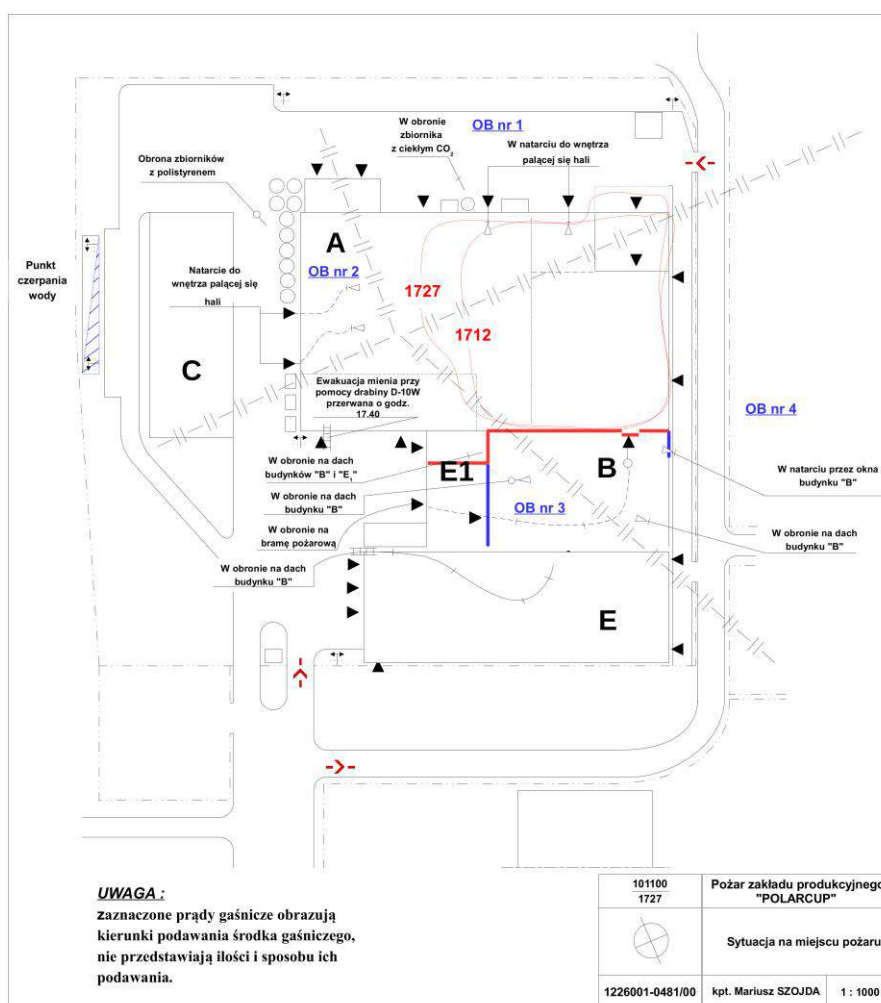 W obronie
zbiornika
z ciekłym CO2
OB nr 1
W natarciu do wnętrza
palącej się hali
Obrona zbiorników
z polistyrenem
A
Punkt
czerpania
wody
Natarcie do
wnętrza palącej się
hali
OB nr 2
1727
1712
C
Ewakuacja mienia przy
pomocy drabiny D-10W
przerwana o godz.
17.40
OB nr 4
W obronie na dach
budynków "B" i "E1"
E1
B
W natarciu przez okna
budynku "B"
W obronie na dach
budynku "B"
OB nr 3
W obronie na
bramę pożarową
W obronie na dach
budynku "B"
W obronie na dach
budynku "B"
E
UWAGA :
zaznaczone prądy gaśnicze obrazują
kierunki podawania środka gaśniczego,
nie przedstawiają ilości i sposobu ich
podawania.
101100
1727
Pożar zakładu produkcyjnego
"POLARCUP"
Sytuacja na miejscu pożaru
1226001-0481/00
kpt. Mariusz SZOJDA
1 : 1000